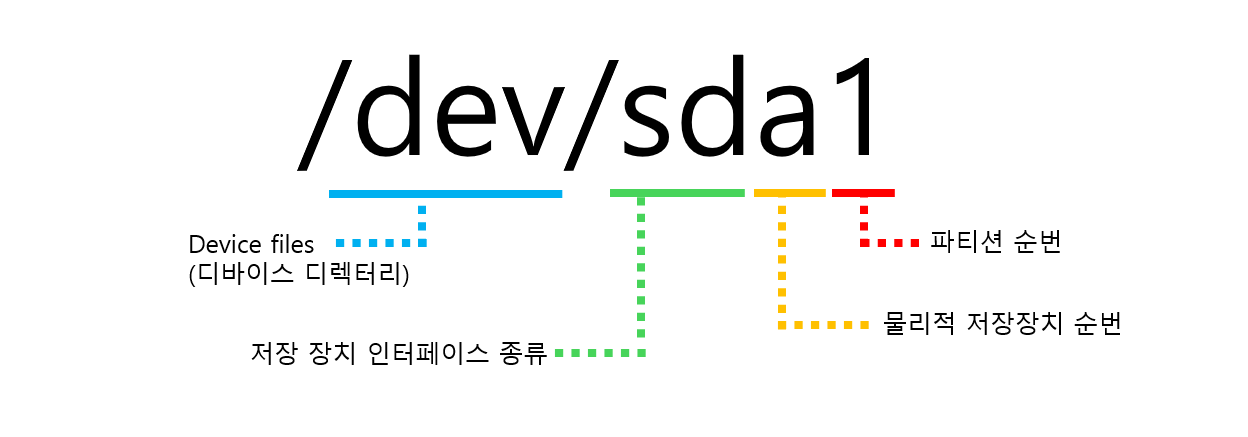 /dev/sda1
Device files
(디바이스 디렉터리)
파티션 순번
물리적 저장장치 순번
저장 장치 인터페이스 종류